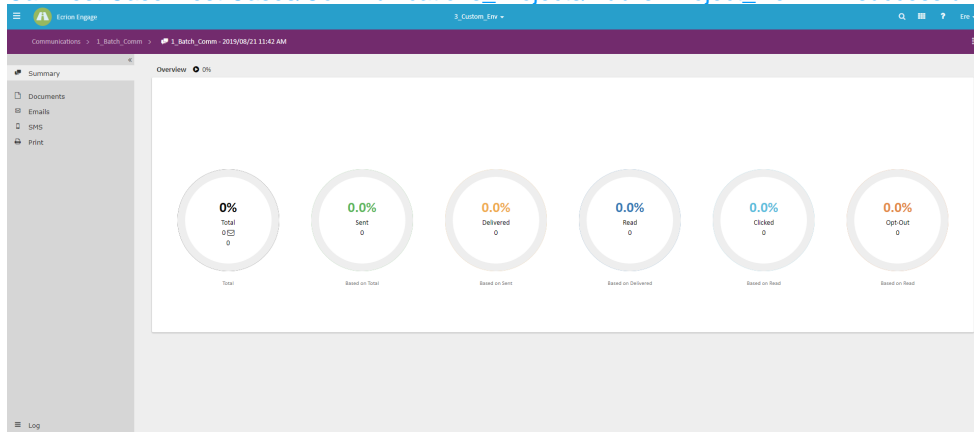 Ecrion Engage
3_Custom_Env
?
Ere
Communications > 1_Batch_Comm > 1_Batch_Comm - 2019/08/21 11:42 AM
«
Summary
Documents
Emails
SMS
Print
Overview 0%
0% 0.0% 0.0% 0.0% 0.0% 0.0%
Total Sent Delivered Read Clicked Opt-Out
0 0 0 0 0 0
0
Total Based on Total Based on Sent Based on Delivered Based on Read Based on Read
Log